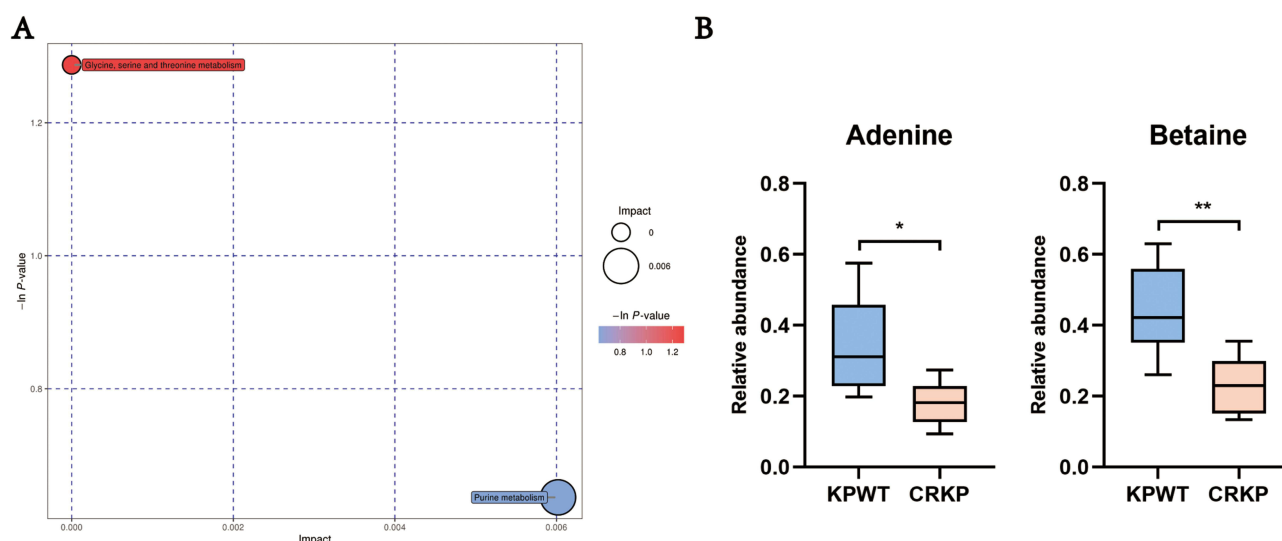 A
Glycine, serine and threonine metabolism
1.2
1.0
0.8
−ln P-value
Purine metabolism
0.000
0.002
0.004
0.006
Impact
Impact
0
0.006
−ln P-value
0.8 1.0 1.2
B
Adenine
Relative abundance
0.8
0.6
0.4
0.2
0.0
*
KPWT CRKP
Betaine
Relative abundance
0.8
0.6
0.4
0.2
0.0
**
KPWT CRKP